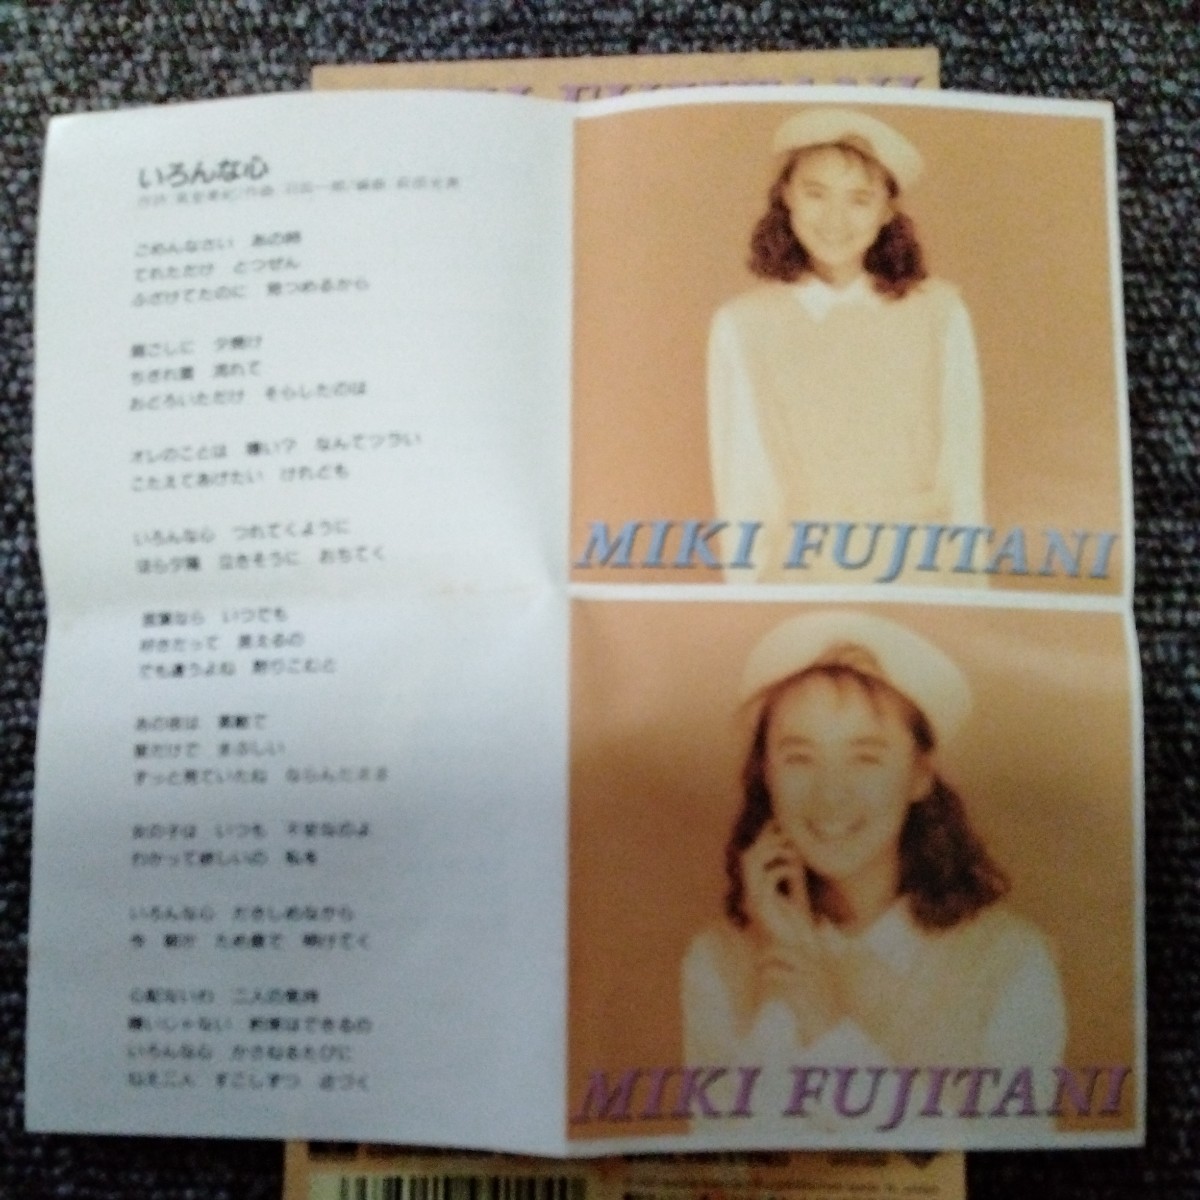 いろんな心
ごめんなさい あの時
てれただけ とつぜん
ふざけてたのに 見つめるから
肩ごしに 夕焼け
ちぎれ雲 流れて
おどろいただけ そらしたのは
オレのことは 嫌い? なんてツラい
こたえてあげたい けれども
いろんな心 つれてくように
ほら夕陽 泣きそうに おちてく
言葉なら いつでも
好きだって 言えるの
でも違うよね 黙りこむと
あの夜は 素敵で
星だけで まぶしい
ずっと見ていたね ならんだまま
女の子は いつも 不安なのよ
わかって欲しいの 私を
いろんな心 だきしめながら
今 朝が ため息で 明けてく
心配ないわ 二人の気持
嫌いじゃない 約束はできるの
いろんな心 かさねるたびに
ねえ二人 すこしずつ 近づく
MIKI FUJITANI
MIKI FUJITANI